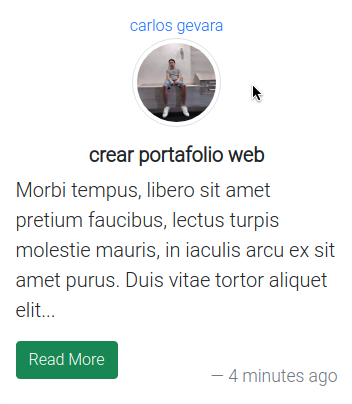 carlos gevara
crear portafolio web
Morbi tempus, libero sit amet
pretium faucibus, lectus turpis
molestie mauris, in iaculis arcu ex sit
amet purus. Duis vitae tortor aliquet
elit...
Read More
— 4 minutes ago